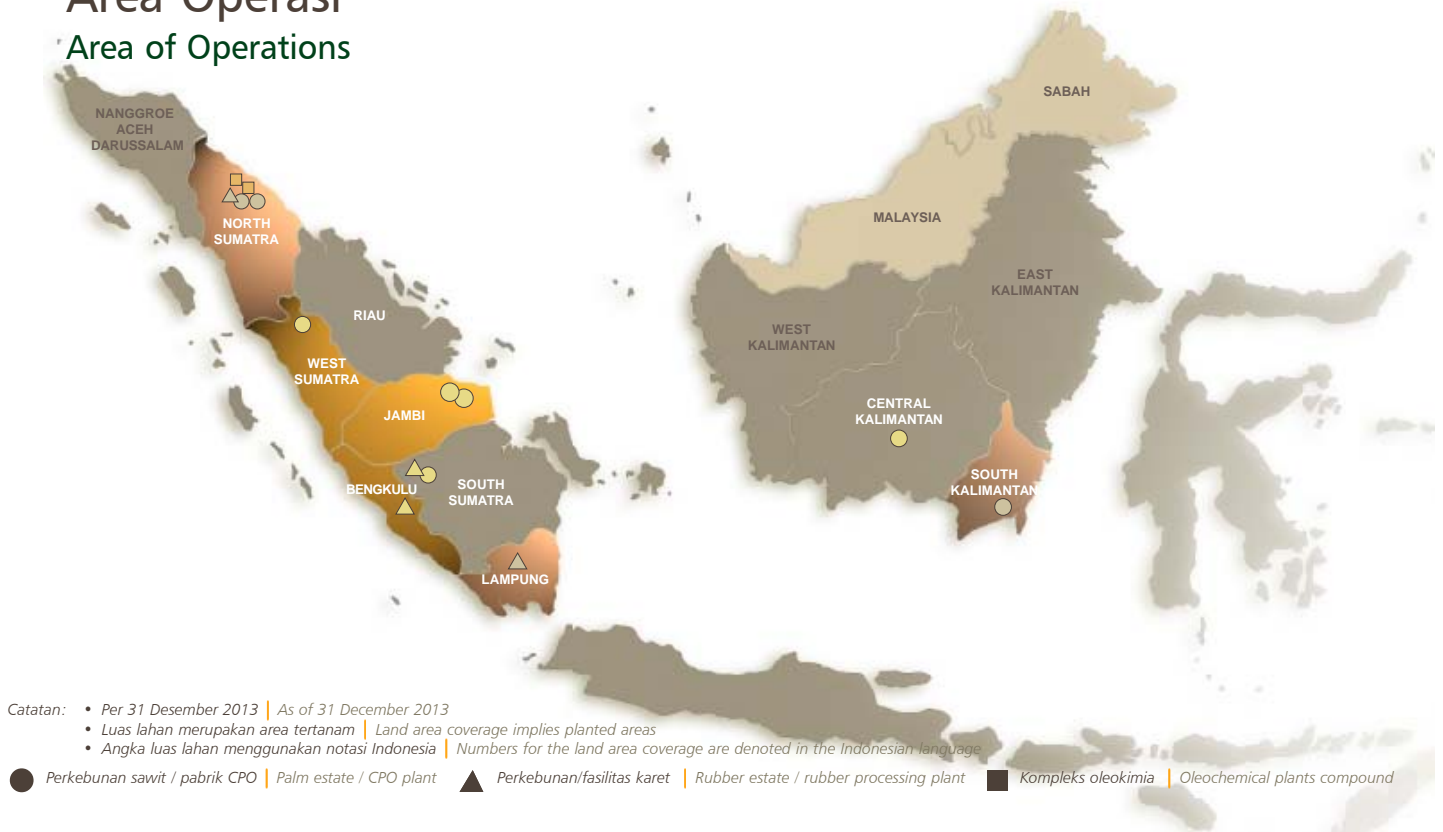 Area Operasi
Area of Operations
NANGGROE
ACEH
DARUSSALAM
NORTH
SUMATRA
RIAU
WEST
SUMATRA
JAMBI
BENGKULU
SOUTH
SUMATRA
LAMPUNG
SABAH
MALAYSIA
EAST
KALIMANTAN
WEST
KALIMANTAN
CENTRAL
KALIMANTAN
SOUTH
KALIMANTAN
Catatan: • Per 31 Desember 2013 | As of 31 December 2013
• Luas lahan merupakan area tertanam | Land area coverage implies planted areas
• Angka luas lahan menggunakan notasi Indonesia | Numbers for the land area coverage are denoted in the Indonesian language
Perkebunan sawit / pabrik CPO | Palm estate / CPO plant Perkebunan/fasilitas karet | Rubber estate / rubber processing plant Kompleks oleokimia | Oleochemical plants compound